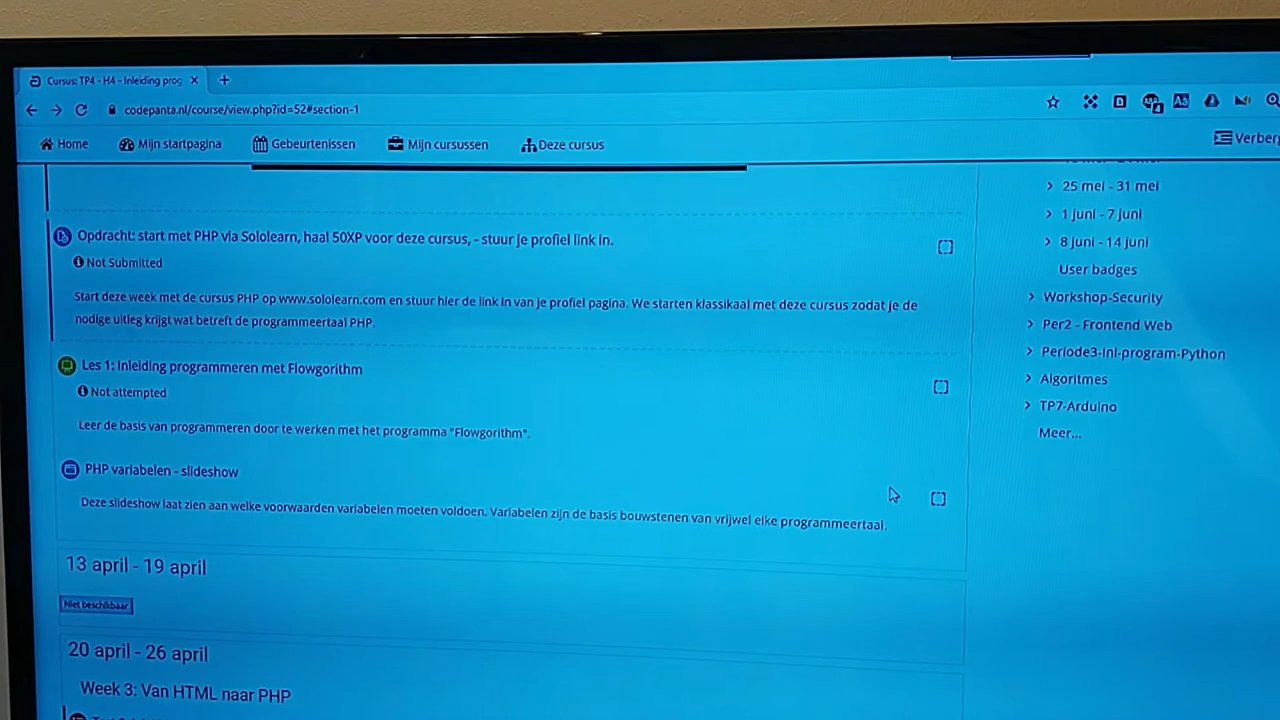 Cursus: TP4 - H4 - Inleiding prog
codepanta.nl/course/view.php?id=52#section-1
Home Mijn startpagina Gebeurtenissen Mijn cursussen Deze cursus Verberg
25 mei - 31 mei
1 juni - 7 juni
8 juni - 14 juni
User badges
Workshop-Security
Per2 - Frontend Web
Periode3-Inl-program-Python
Algoritmes
TP7-Arduino
Meer...
Opdracht: start met PHP via Sololearn, haal 50XP voor deze cursus, - stuur je profiel link in.
Not Submitted
Start deze week met de cursus PHP op www.sololearn.com en stuur hier de link in van je profiel pagina. We starten klassikaal met deze cursus zodat je de
nodige uitleg krijgt wat betreft de programmeertaal PHP.
Les 1: Inleiding programmeren met Flowgorithm
Not attempted
Leer de basis van programmeren door te werken met het programma "Flowgorithm".
PHP variabelen - slideshow
Deze slideshow laat zien aan welke voorwaarden variabelen moeten voldoen. Variabelen zijn de basis bouwstenen van vrijwel elke programmeertaal.
13 april - 19 april
Niet beschikbaar
20 april - 26 april
Week 3: Van HTML naar PHP